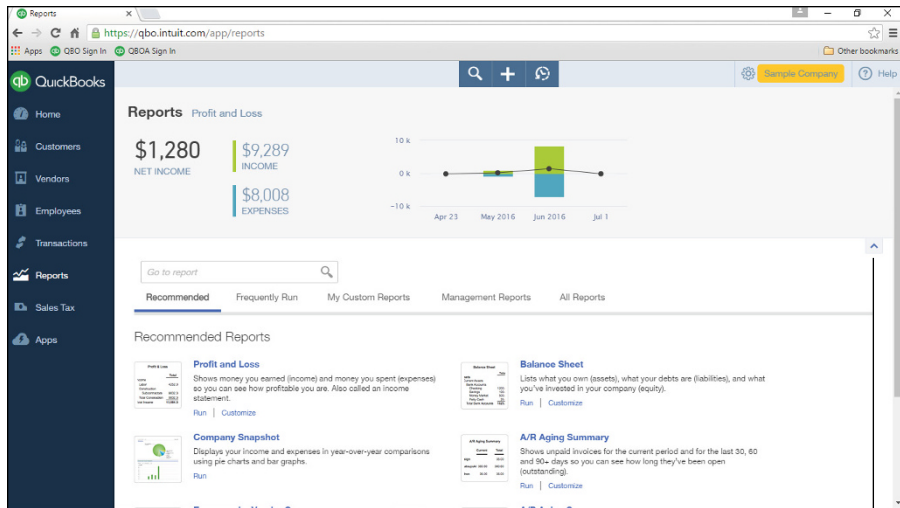 Reports
https://qbo.intuit.com/app/reports
Apps QBO Sign In QBOA Sign In Other bookmarks
qb QuickBooks
Sample Company Help
Home
Customers
Vendors
Employees
Transactions
Reports
Sales Tax
Apps
Reports Profit and Loss
$1,280
NET INCOME
$9,289
INCOME
$8,008
EXPENSES
10 k
0 k
-10 k
Apr 23 May 2016 Jun 2016 Jul 1
Go to report
Recommended Frequently Run My Custom Reports Management Reports All Reports
Recommended Reports
Profit and Loss
Shows money you earned (income) and money you spent (expenses)
so you can see how profitable you are. Also called an income
statement.
Run | Customize
Balance Sheet
Lists what you own (assets), what your debts are (liabilities), and what
you've invested in your company (equity).
Run | Customize
Company Snapshot
Displays your income and expenses in year-over-year comparisons
using pie charts and bar graphs.
Run
A/R Aging Summary
Shows unpaid invoices for the current period and for the last 30, 60
and 90+ days so you can see how long they've been open
(outstanding).
Run | Customize